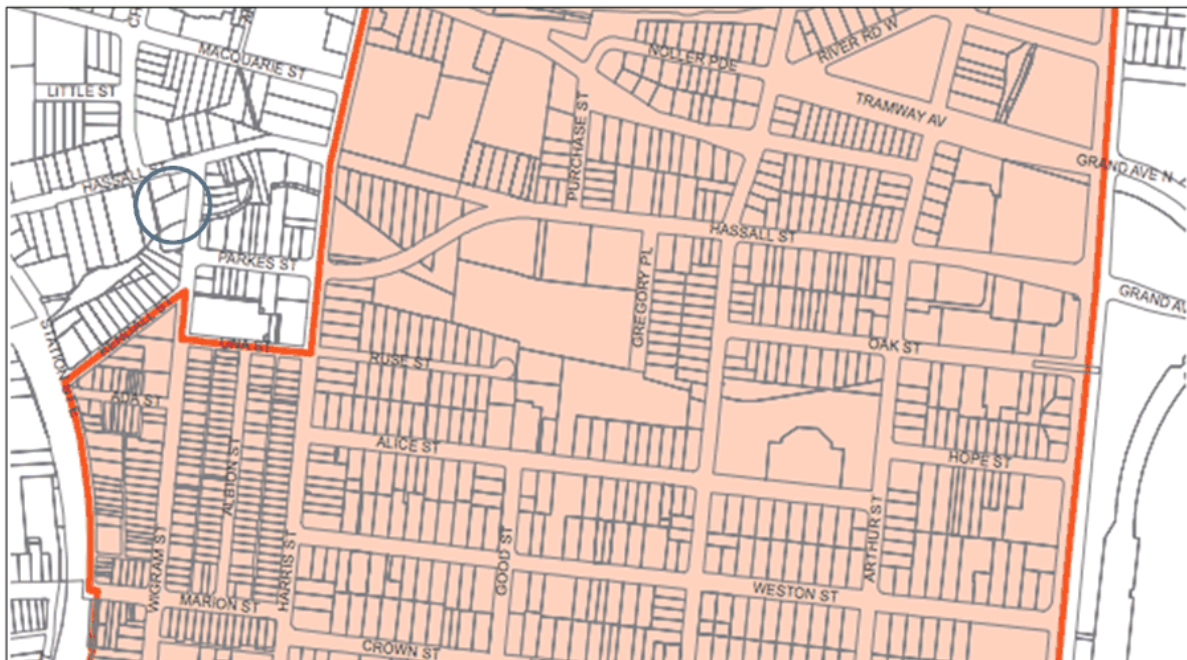 MACQUARIE ST
LITTLE ST
NOLLER PDE
RIVER RD W
TRAMWAY AV
PURCHASE ST
GRAND AVE N
HASSALL
HASSALL ST
PARKES ST
GREGORY PL
GRAND AV
OAK ST
RUSE ST
ADA ST
ALICE ST
ALBION ST
HOPE ST
WIGRAM ST
HARRIS ST
GOOD ST
ARTHUR ST
WESTON ST
MARION ST
CROWN ST